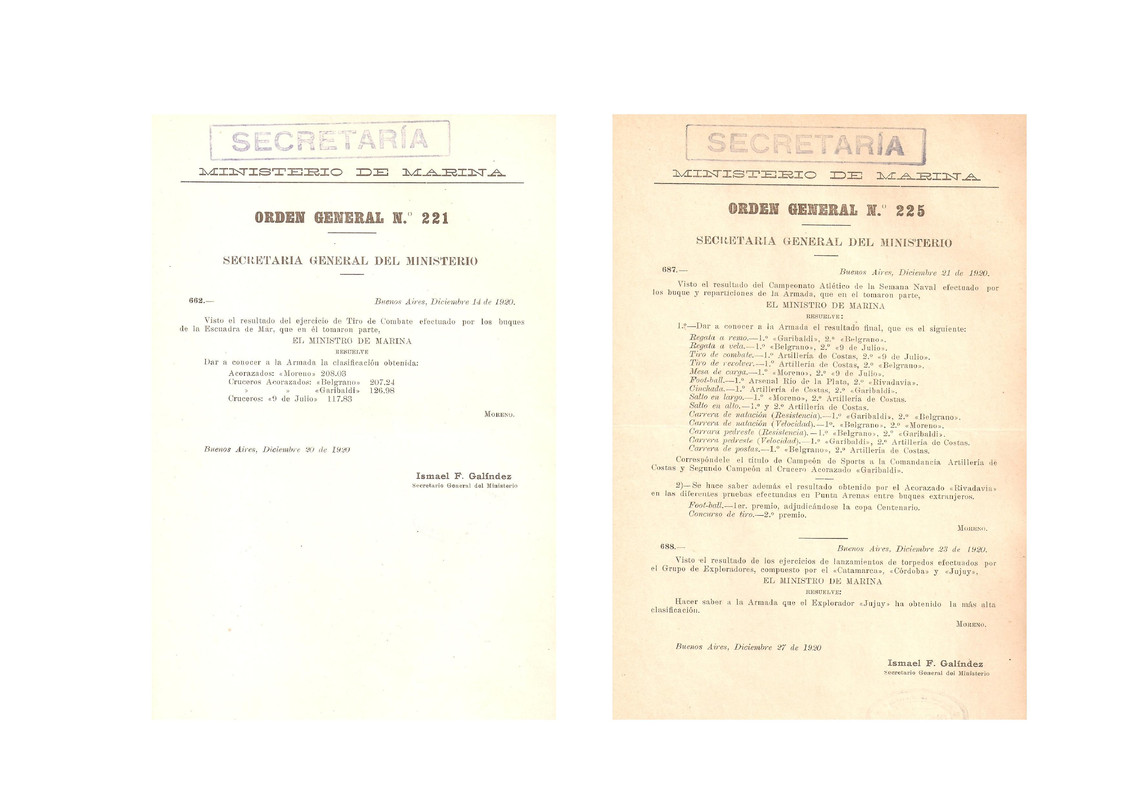 SECRETARÍA
MINISTERIO DE MARINA
ORDEN GENERAL N.º 221
SECRETARIA GENERAL DEL MINISTERIO
662.— Buenos Aires, Diciembre 14 de 1920.
Visto el resultado del ejercicio de Tiro de Combate efectuado por los buques
de la Escuadra de Mar, que en él tomaron parte,
EL MINISTRO DE MARINA
RESUELVE
Dar a conocer a la Armada la clasificación obtenida:
Acorazados: «Moreno» 208.03
Cruceros Acorazados: «Belgrano» 207.24
» » «Garibaldi» 126.98
Cruceros: «9 de Julio» 117.83
MORENO.
Buenos Aires, Diciembre 20 de 1920
Ismael F. Galíndez
Secretario General del Ministerio
SECRETARÍA
MINISTERIO DE MARINA
ORDEN GENERAL N.º 225
SECRETARIA GENERAL DEL MINISTERIO
687.— Buenos Aires, Diciembre 21 de 1920.
Visto el resultado del Campeonato Atlético de la Semana Naval efectuado por
los buque y reparticiones de la Armada, que en el tomaron parte,
EL MINISTRO DE MARINA
RESUELVE:
1.º—Dar a conocer a la Armada el resultado final, que es el siguiente:
Regata a remo.—1.º «Garibaldi», 2.º «Belgrano».
Regata a vela.—1.º «Belgrano», 2.º «9 de Julio».
Tiro de combate.—1.º Artillería de Costas, 2.º «9 de Julio».
Tiro de revolver.—1.º Artillería de Costas, 2.º «Belgrano».
Mesa de carga.—1.º «Moreno», 2.º «9 de Julio».
Foot-ball.—1.º Arsenal Río de la Plata, 2.º «Rivadavia».
Cinchada.—1.º Artillería de Costas, 2.º «Garibaldi».
Salto en largo.—1.º «Moreno», 2.º Artillería de Costas.
Salto en alto.—1.º y 2.º Artillería de Costas.
Carrera de natación (Resistencia).—1.º «Garibaldi», 2.º «Belgrano».
Carrera de natación (Velocidad).—1.º «Belgrano», 2.º «Moreno».
Carrara pedreste (Resistencia).—1.º «Belgrano», 2.º «Garibaldi».
Carrera pedreste (Velocidad).—1.º «Garibaldi», 2.º Artillería de Costas.
Carrera de postas.—1.º «Belgrano», 2.º Artillería de Costas.
Correspóndele el título de Campeón de Sports a la Comandancia Artillería de
Costas y Segundo Campeón al Crucero Acorazado «Garibaldi».
2)—Se hace saber además el resultado obtenido por el Acorazado «Rivadavia»
en las diferentes pruebas efectuadas en Punta Arenas entre buques extranjeros.
Foot-ball.—1er. premio, adjudicándose la copa Centenario.
Concurso de tiro.—2.º premio.
MORENO.
688.— Buenos Aires, Diciembre 23 de 1920.
Visto el resultado de los ejercicios de lanzamientos de torpedos efectuados por
el Grupo de Exploradores, compuesto por el «Catamarca», «Córdoba» y «Jujuy»,
EL MINISTRO DE MARINA
RESUELVE:
Hacer saber a la Armada que el Explorador «Jujuy» ha obtenido la más alta
clasificación.
MORENO.
Buenos Aires, Diciembre 27 de 1920
Ismael F. Galíndez
Secretario General del Ministerio